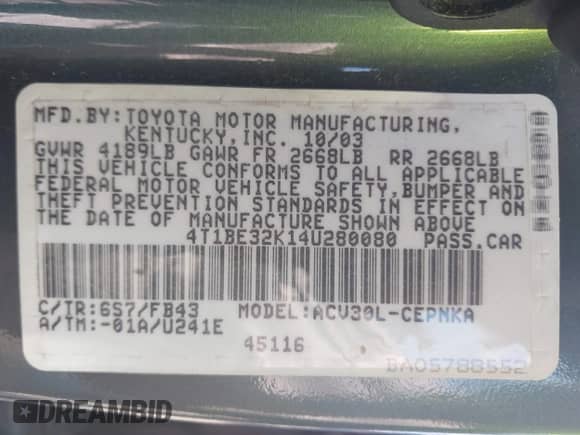 MFD.BY:TOYOTA MOTOR MANUFACTURING,
KENTUCKY,INC. 10/03
GVWR 4189LB GAWR FR 2668LB RR 2668LB
THIS VEHICLE CONFORMS TO ALL APPLICABLE
FEDERAL MOTOR VEHICLE SAFETY,BUMPER AND
THEFT PREVENTION STANDARDS IN EFFECT ON
THE DATE OF MANUFACTURE SHOWN ABOVE
4T1BE32K14U280080 PASS.CAR
C/TR:6S7/FB43 MODEL:ACV30L-CEPNKA
A/TM:-01A/U241E
45116
BA05788552
DREAMBID